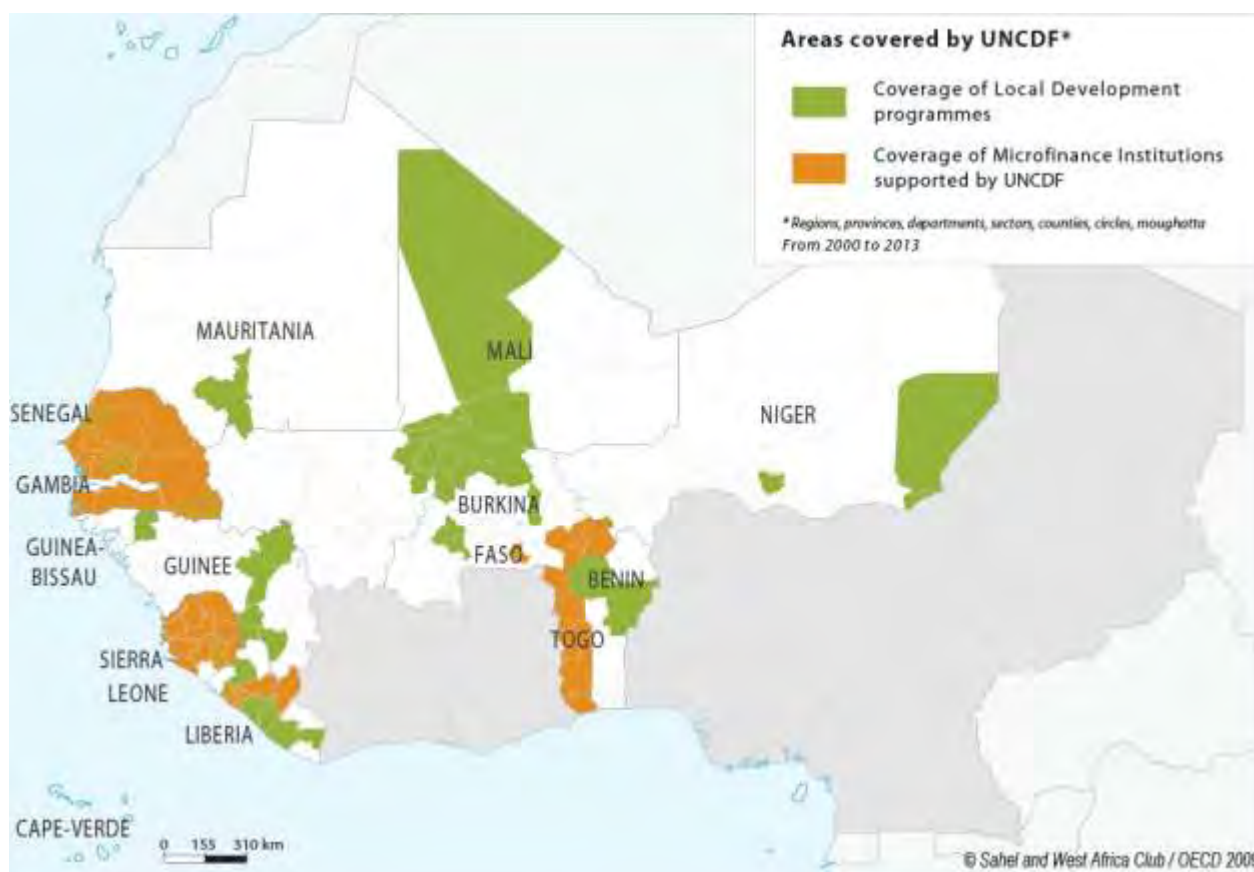 Areas covered by UNCDF*
Coverage of Local Development
programmes
Coverage of Microfinance Institutions
supported by UNCDF
* Regions, provinces, departments, sectors, counties, circles, moughatta
From 2000 to 2013
MAURITANIA
MALI
NIGER
SENEGAL
GAMBIA
GUINEA-
BISSAU
GUINEE
BURKINA
FASO
BENIN
TOGO
SIERRA
LEONE
LIBERIA
CAPE-VERDE
0 155 310 km
© Sahel and West Africa Club / OECD 2009